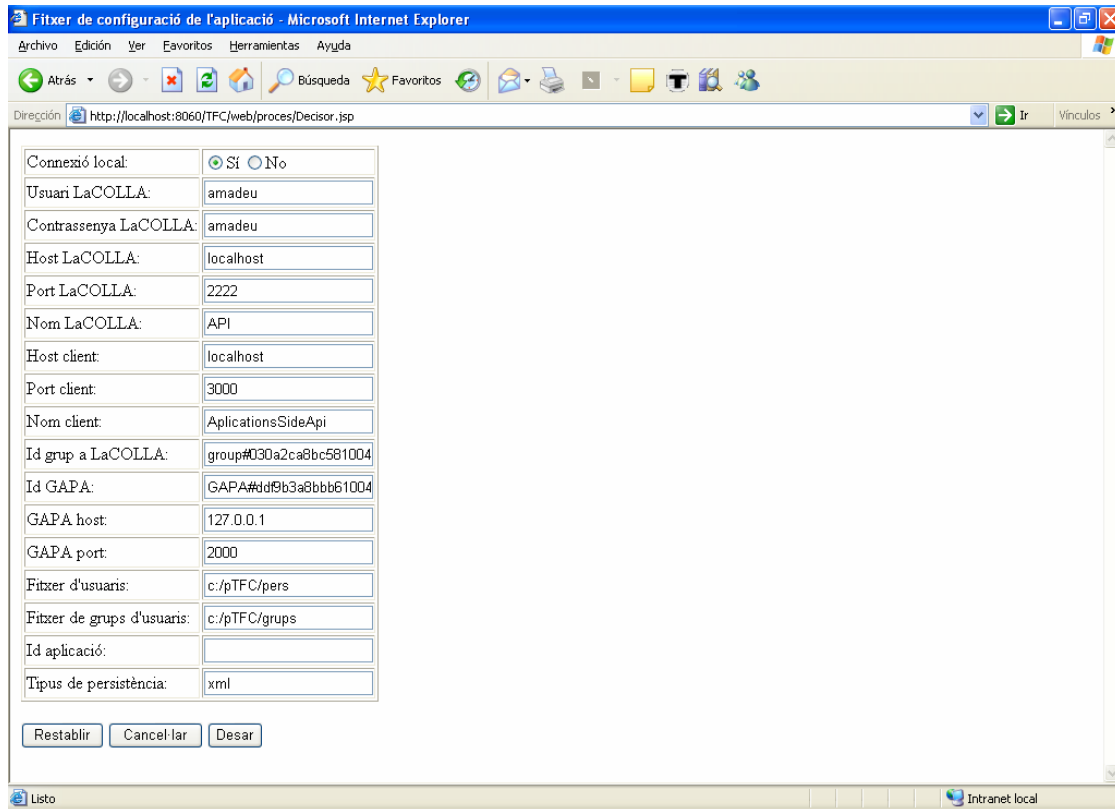 Fitxer de configuració de l'aplicació - Microsoft Internet Explorer
Archivo Edición Ver Favoritos Herramientas Ayuda
Atrás Búsqueda Favoritos
Dirección http://localhost:8060/TFC/web/proces/Decisor.jsp Ir Vínculos
Connexió local: Sí No
Usuari LaCOLLA: amadeu
Contrassenya LaCOLLA: amadeu
Host LaCOLLA: localhost
Port LaCOLLA: 2222
Nom LaCOLLA: API
Host client: localhost
Port client: 3000
Nom client: AplicationsSideApi
Id grup a LaCOLLA: group#030a2ca8bc581004
Id GAPA: GAPA#ddf9b3a8bbb61004
GAPA host: 127.0.0.1
GAPA port: 2000
Fitxer d'usuaris: c:/pTFC/pers
Fitxer de grups d'usuaris: c:/pTFC/grups
Id aplicació:
Tipus de persistència: xml
Restablir Cancel·lar Desar
Listo Intranet local